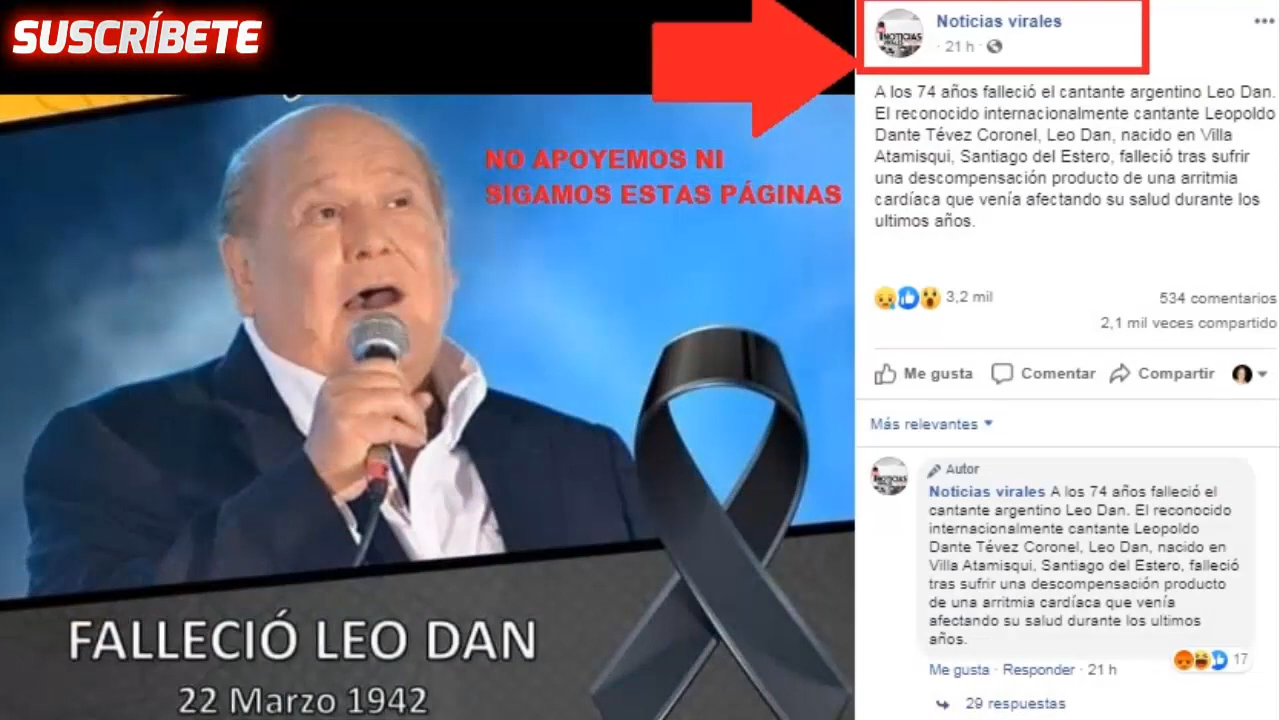 SUSCRÍBETE
NO APOYEMOS NI
SIGAMOS ESTAS PÁGINAS
FALLECIÓ LEO DAN
22 Marzo 1942
Noticias virales
· 21 h ·
A los 74 años falleció el cantante argentino Leo Dan.
El reconocido internacionalmente cantante Leopoldo
Dante Tévez Coronel, Leo Dan, nacido en Villa
Atamisqui, Santiago del Estero, falleció tras sufrir
una descompensación producto de una arritmia
cardíaca que venía afectando su salud durante los
ultimos años.
3,2 mil
534 comentarios
2,1 mil veces compartido
Me gusta Comentar Compartir
Más relevantes
Autor
Noticias virales A los 74 años falleció el
cantante argentino Leo Dan. El reconocido
internacionalmente cantante Leopoldo
Dante Tévez Coronel, Leo Dan, nacido en
Villa Atamisqui, Santiago del Estero, falleció
tras sufrir una descompensación producto
de una arritmia cardíaca que venía
afectando su salud durante los ultimos
años.
17
Me gusta · Responder · 21 h
29 respuestas